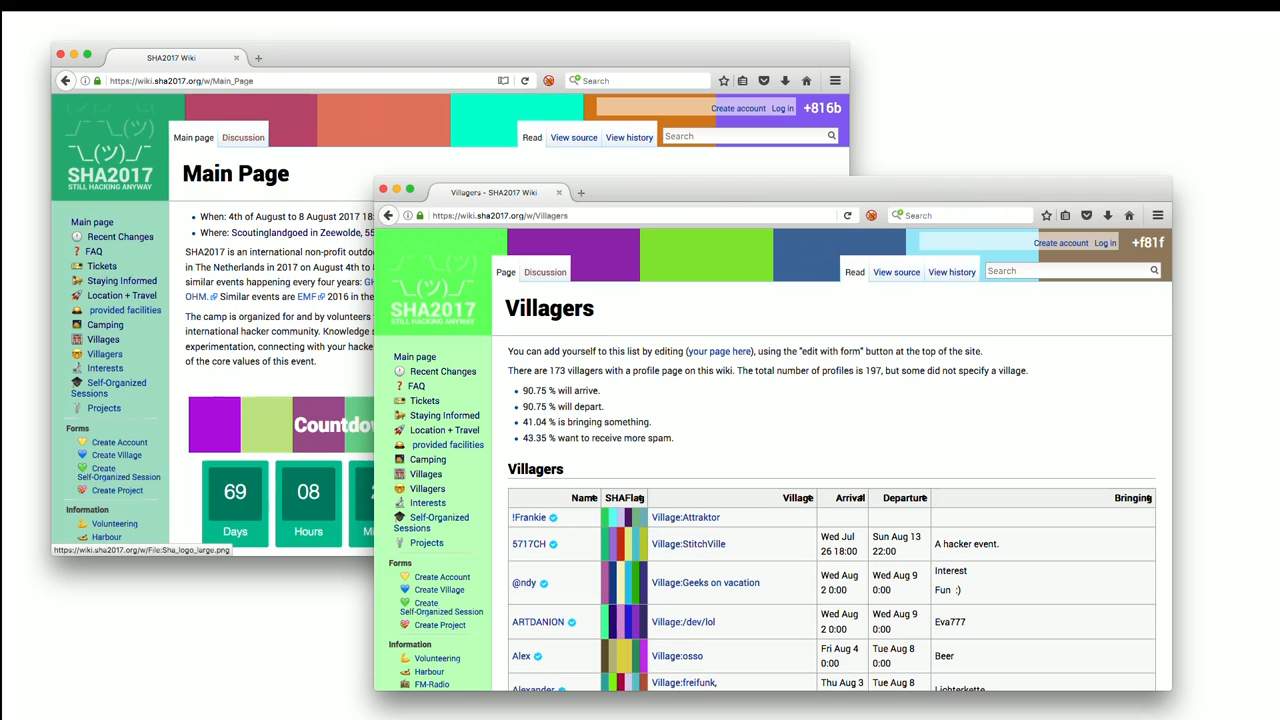 SHA2017 Wiki
https://wiki.sha2017.org/w/Main_Page
Search
Create account Log in +816b
Main page Discussion
Read View source View history
Search
¯\_(ツ)_/¯
SHA2017
STILL HACKING ANYWAY
Main Page
Main page
Recent Changes
FAQ
Tickets
Staying Informed
Location + Travel
provided facilities
Camping
Villages
Villagers
Interests
Self-Organized
Sessions
Projects
Forms
Create Account
Create Village
Create
Self-Organized Session
Create Project
Information
Volunteering
Harbour
https://wiki.sha2017.org/w/File:Sha_logo_large.png
When: 4th of August to 8 August 2017 18:
Where: Scoutinglandgoed in Zeewolde, 55
SHA2017 is an international non-profit outdoo
in The Netherlands in 2017 on August 4th to 8
similar events happening every four years: GH
OHM. Similar events are EMF 2016 in the
The camp is organized for and by volunteers f
international hacker community. Knowledge s
experimentation, connecting with your hacke
of the core values of this event.
Countdow
69 08 2
Days Hours Mi
Villagers - SHA2017 Wiki
https://wiki.sha2017.org/w/Villagers
Search
Create account Log in +f81f
Page Discussion
Read View source View history
Search
¯\_(ツ)_/¯
SHA2017
STILL HACKING ANYWAY
Main page
Recent Changes
FAQ
Tickets
Staying Informed
Location + Travel
provided facilities
Camping
Villages
Villagers
Interests
Self-Organized
Sessions
Projects
Forms
Create Account
Create Village
Create
Self-Organized Session
Create Project
Information
Volunteering
Harbour
FM-Radio
Villagers
You can add yourself to this list by editing (your page here), using the "edit with form" button at the top of the site.
There are 173 villagers with a profile page on this wiki. The total number of profiles is 197, but some did not specify a village.
90.75 % will arrive.
90.75 % will depart.
41.04 % is bringing something.
43.35 % want to receive more spam.
Villagers
Name SHAFlag Village Arrival Departure Bringing
!Frankie Village:Attraktor
5717CH Village:StitchVille Wed Jul 26 18:00 Sun Aug 13 22:00 A hacker event.
@ndy Village:Geeks on vacation Wed Aug 2 0:00 Wed Aug 9 0:00 Interest
Fun :)
ARTDANION Village:/dev/lol Wed Aug 2 0:00 Wed Aug 9 0:00 Eva777
Alex Village:osso Fri Aug 4 0:00 Tue Aug 8 0:00 Beer
Alexander Village:freifunk, Thu Aug 3 Tue Aug 8 Lichterkette